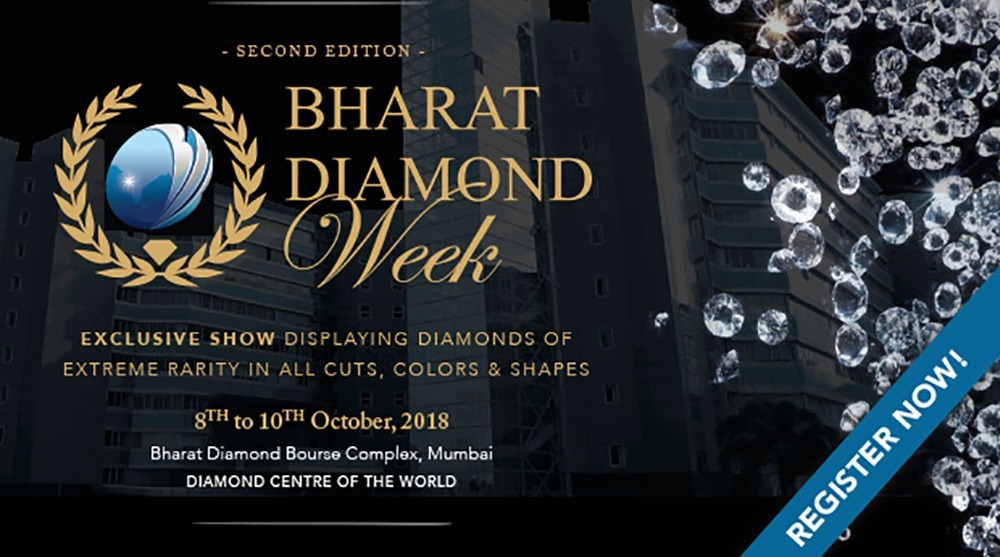 - SECOND EDITION -
BHARAT
DIAMOND
Week
EXCLUSIVE SHOW DISPLAYING DIAMONDS OF
EXTREME RARITY IN ALL CUTS, COLORS & SHAPES
8TH to 10TH October, 2018
Bharat Diamond Bourse Complex, Mumbai
DIAMOND CENTRE OF THE WORLD
REGISTER NOW!